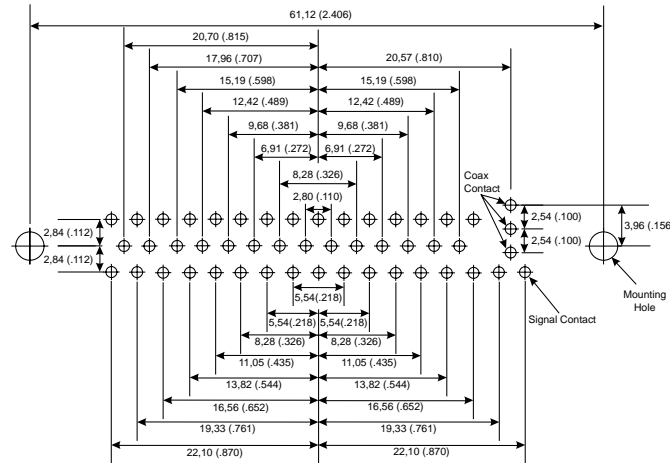 61,12 (2.406)
20,70 (.815)
17,96 (.707) 20,57 (.810)
15,19 (.598) 15,19 (.598)
12,42 (.489) 12,42 (.489)
9,68 (.381) 9,68 (.381)
6,91 (.272) 6,91 (.272)
8,28 (.326)
2,80 (.110)
Coax
Contact
2,84 (.112)
2,84 (.112)
2,54 (.100)
2,54 (.100)
3,96 (.156
Mounting
Hole
Signal Contact
5,54(.218)
5,54(.218) 5,54(.218)
8,28 (.326) 8,28 (.326)
11,05 (.435) 11,05 (.435)
13,82 (.544) 13,82 (.544)
16,56 (.652) 16,56 (.652)
19,33 (.761) 19,33 (.761)
22,10 (.870) 22,10 (.870)